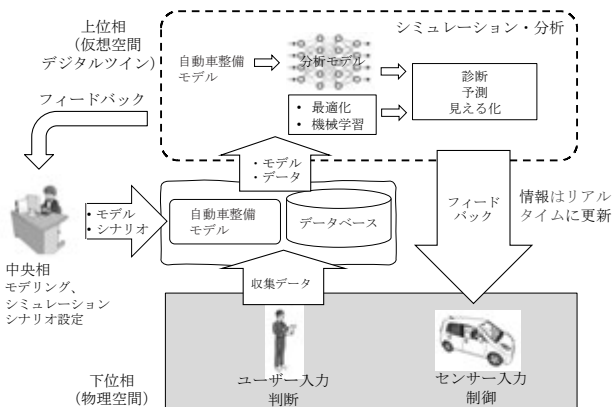 上位相
（仮想空間
デジタルツイン）
シミュレーション・分析
自動車整備
モデル
分析モデル
• 最適化
• 機械学習
診断
予測
見える化
フィードバック
• モデル
• データ
• モデル
• シナリオ
自動車整備
モデル
データベース
フィード
バック
情報はリアル
タイムに更新
中央相
モデリング、
シミュレーション
シナリオ設定
収集データ
下位相
（物理空間）
ユーザー入力
判断
センサー入力
制御